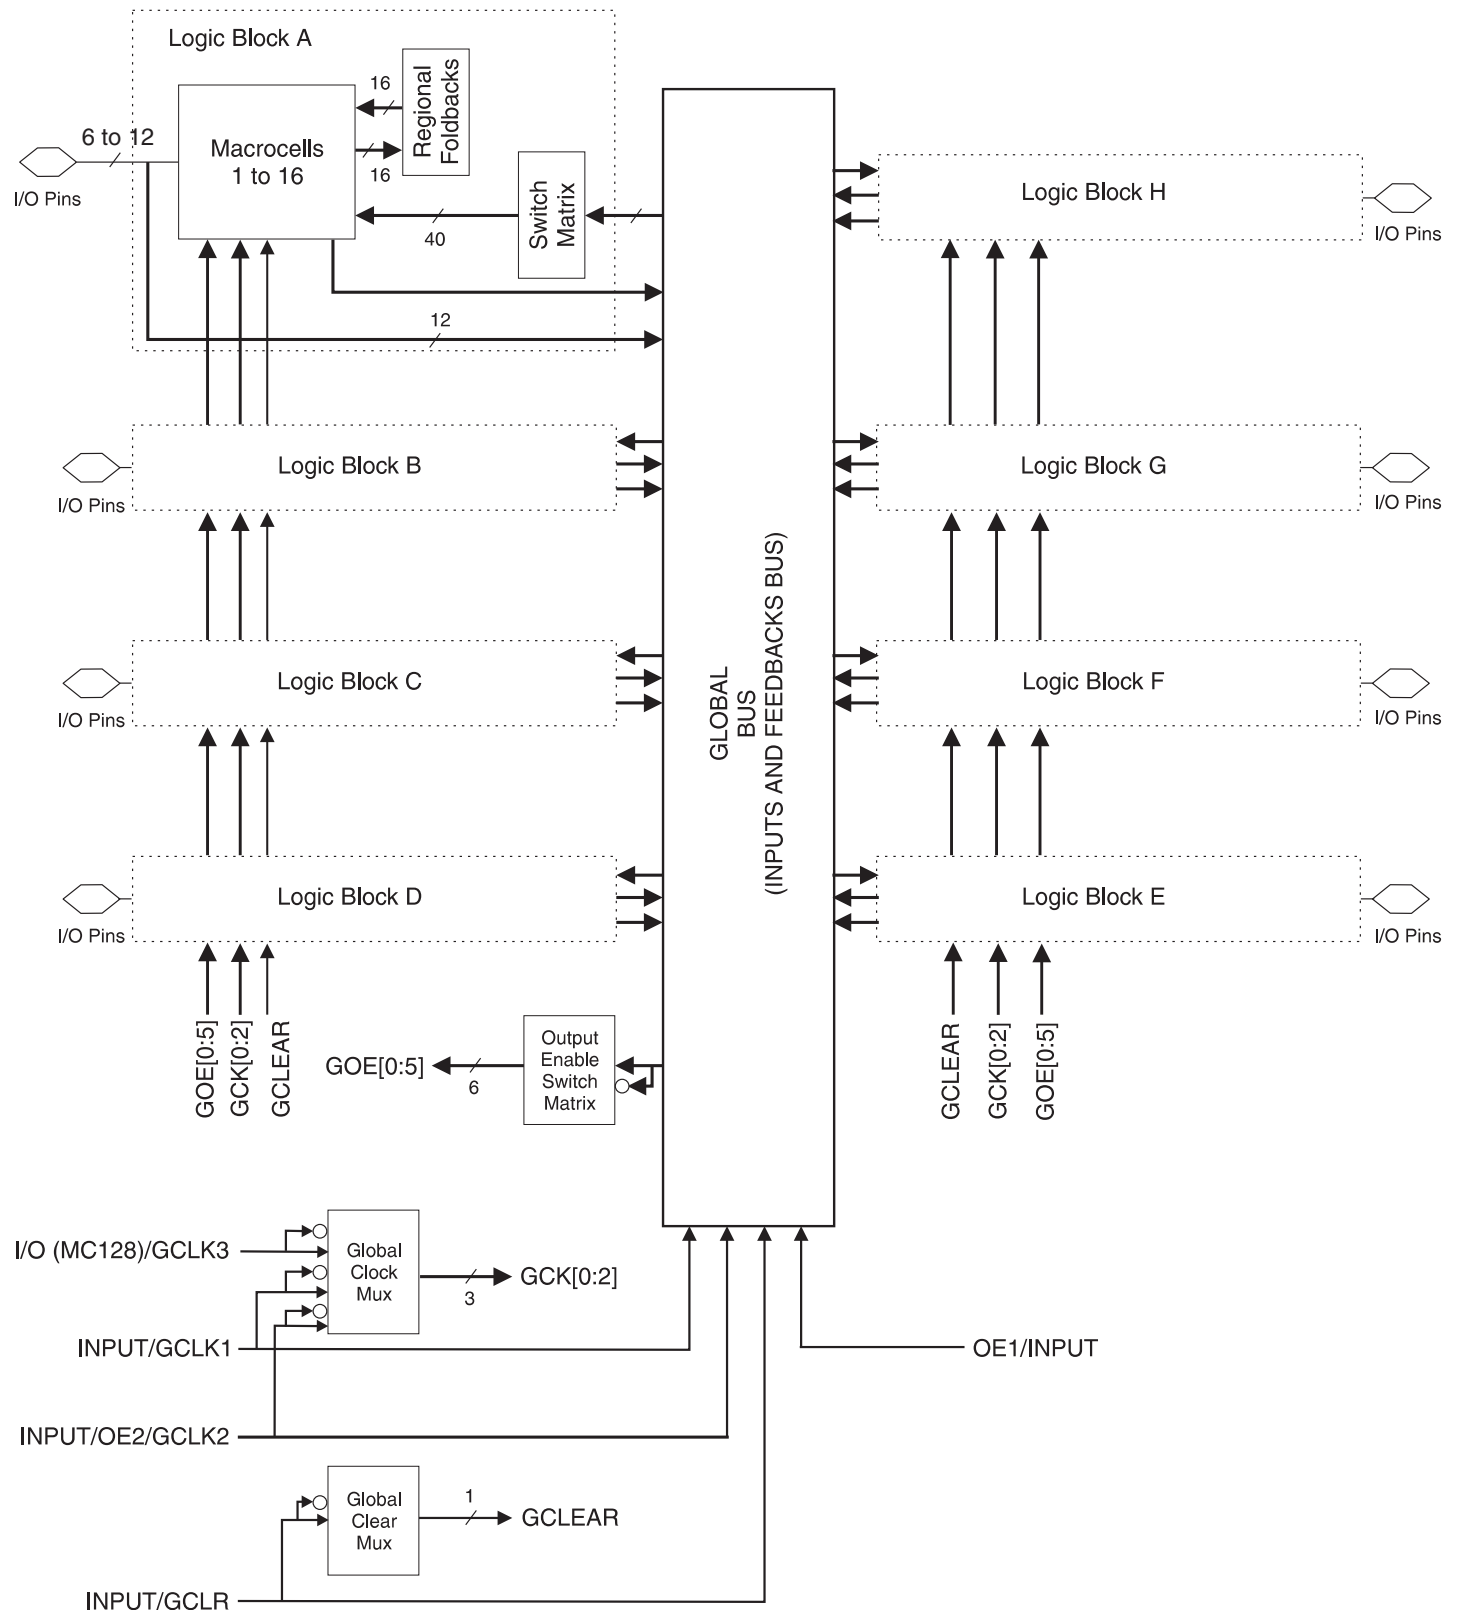 Logic Block A
Regional
Foldbacks
16
6 to 12
Macrocells
1 to 16
16
I/O Pins
Switch
Matrix
40
12
Logic Block H
I/O Pins
Logic Block B
I/O Pins
Logic Block G
I/O Pins
Logic Block C
I/O Pins
GLOBAL
BUS
(INPUTS AND FEEDBACKS BUS)
Logic Block F
I/O Pins
Logic Block D
I/O Pins
Logic Block E
I/O Pins
GOE[0:5]
GCK[0:2]
GCLEAR
GOE[0:5]
6
Output
Enable
Switch
Matrix
GCLEAR
GCK[0:2]
GOE[0:5]
I/O (MC128)/GCLK3
Global
Clock
Mux
3
GCK[0:2]
INPUT/GCLK1
OE1/INPUT
INPUT/OE2/GCLK2
Global
Clear
Mux
1
GCLEAR
INPUT/GCLR